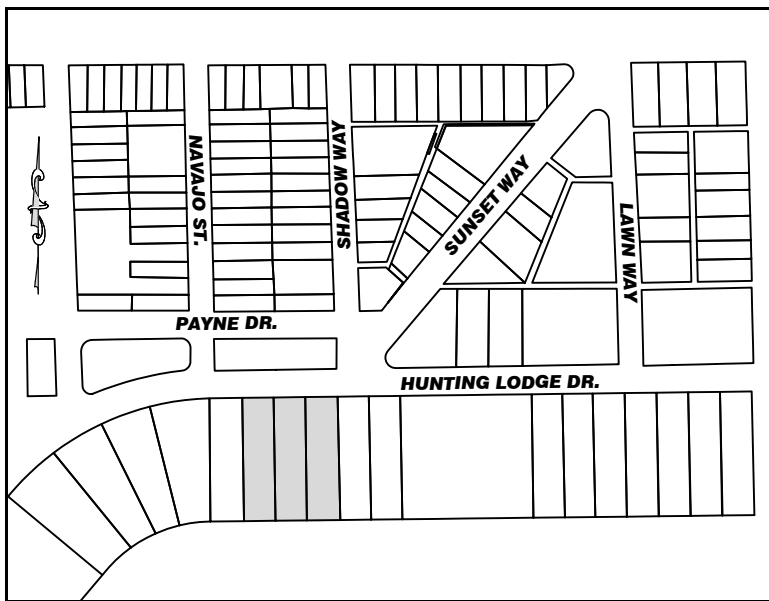 NAVAJO ST.
SHADOW WAY
SUNSET WAY
LAWN WAY
PAYNE DR.
HUNTING LODGE DR.